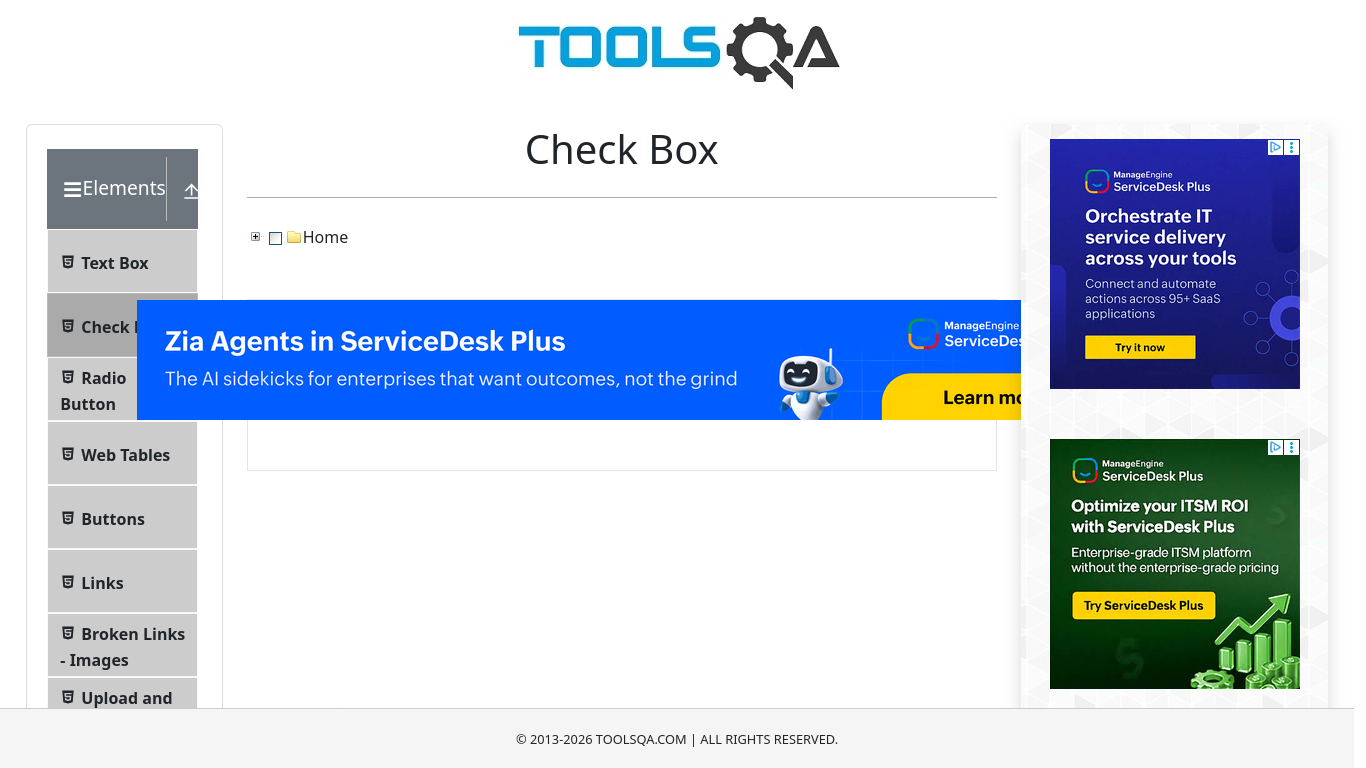 TOOLSQA
Check Box
Elements
Text Box
Check
Radio
Button
Web Tables
Buttons
Links
Broken Links
- Images
Upload and
Home
Zia Agents in ServiceDesk Plus
The AI sidekicks for enterprises that want outcomes, not the grind
ManageEngine
ServiceDes
Learn mo
ManageEngine
ServiceDesk Plus
Orchestrate IT
service delivery
across your tools
Connect and automate
actions across 95+ SaaS
applications
Try it now
ManageEngine
ServiceDesk Plus
Optimize your ITSM ROI
with ServiceDesk Plus
Enterprise-grade ITSM platform
without the enterprise-grade pricing
Try ServiceDesk Plus
© 2013-2026 TOOLSQA.COM | ALL RIGHTS RESERVED.